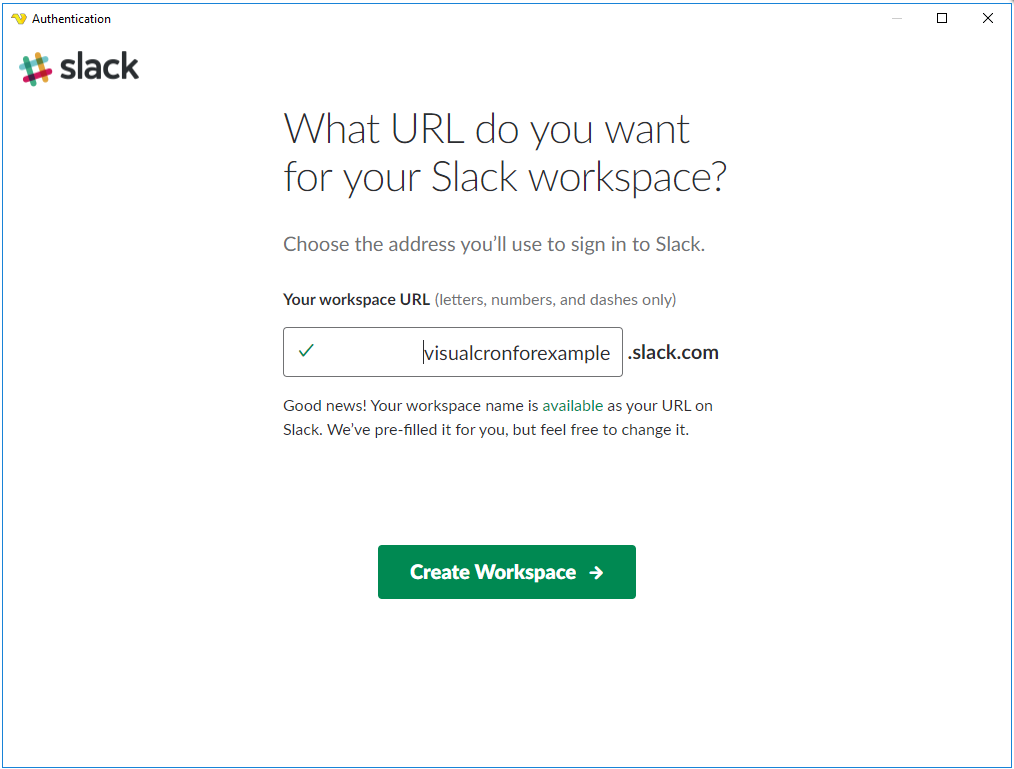 Authentication
slack
What URL do you want
for your Slack workspace?
Choose the address you’ll use to sign in to Slack.
Your workspace URL (letters, numbers, and dashes only)
visualcronforexample .slack.com
Good news! Your workspace name is available as your URL on
Slack. We’ve pre-filled it for you, but feel free to change it.
Create Workspace →